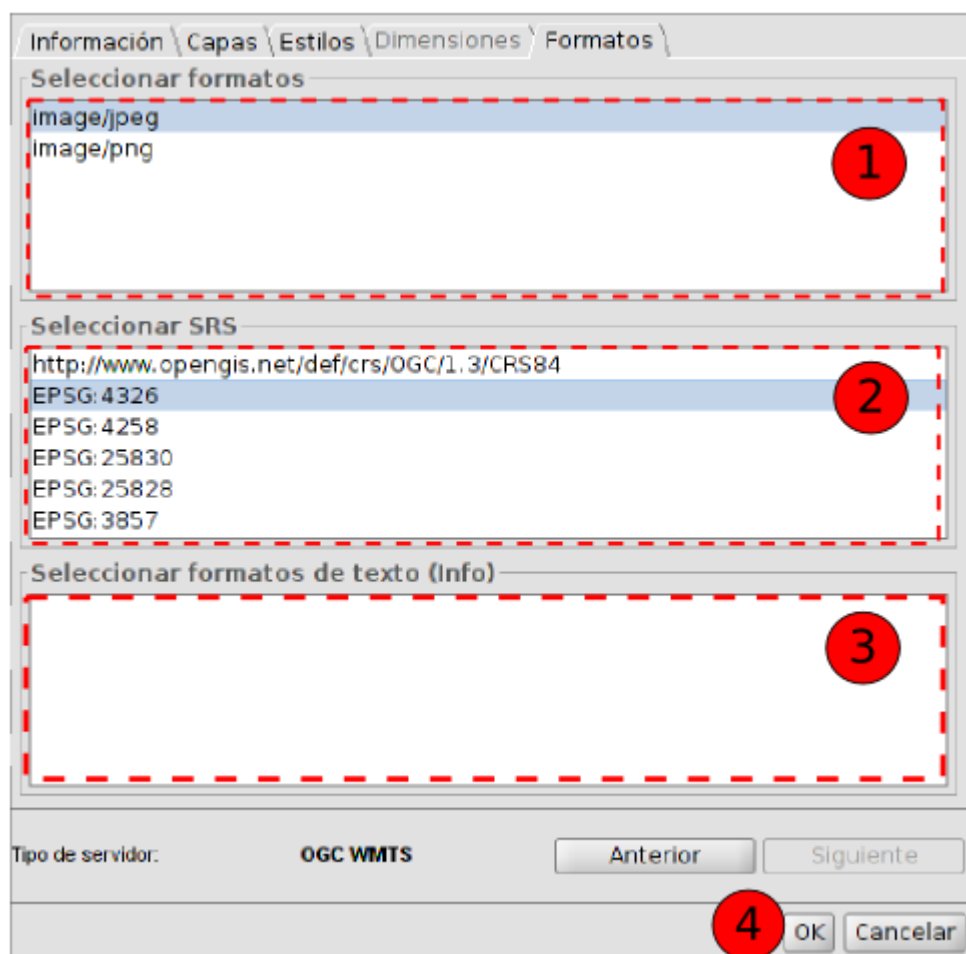 Información Capas Estilos Dimensiones Formatos
Seleccionar formatos
image/jpeg
1
image/png
Seleccionar SRS
http://www.opengis.net/def/crs/OGC/1.3/CRS84
EPSG:4326
2
EPSG:4258
EPSG:25830
EPSG:25828
EPSG:3857
Seleccionar formatos de texto (Info)
3
Tipo de servidor: OGC WMTS Anterior Siguiente
4 OK Cancelar